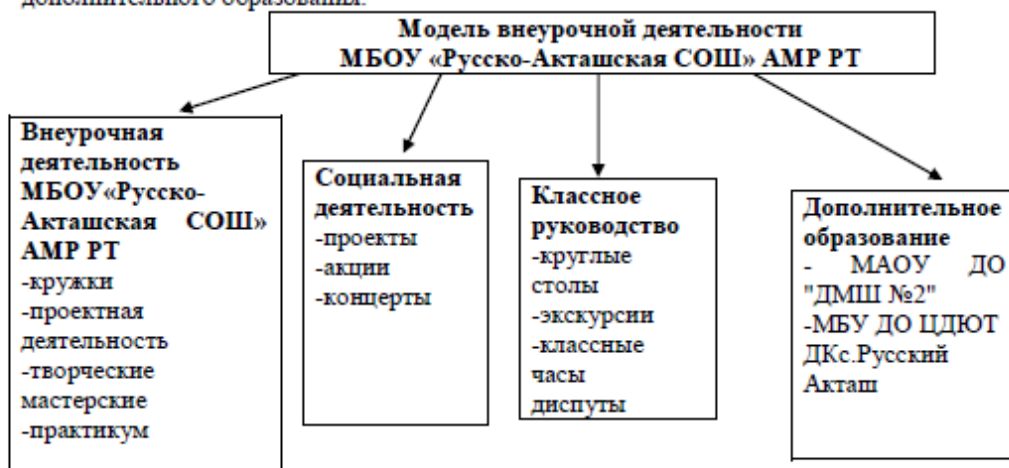 дополнительного образования.
Модель внеурочной деятельности
МБОУ «Русско-Акташская СОШ» АМР РТ
Внеурочная
деятельность
МБОУ«Русско-
Акташская СОШ»
АМР РТ
-кружки
-проектная
деятельность
-творческие
мастерские
-практикум
Социальная
деятельность
-проекты
-акции
-концерты
Классное
руководство
-круглые
столы
-экскурсии
-классные
часы
диспуты
Дополнительное
образование
- МАОУ ДО
"ДМШ №2"
-МБУ ДО ЦДЮТ
ДКс.Русский
Акташ